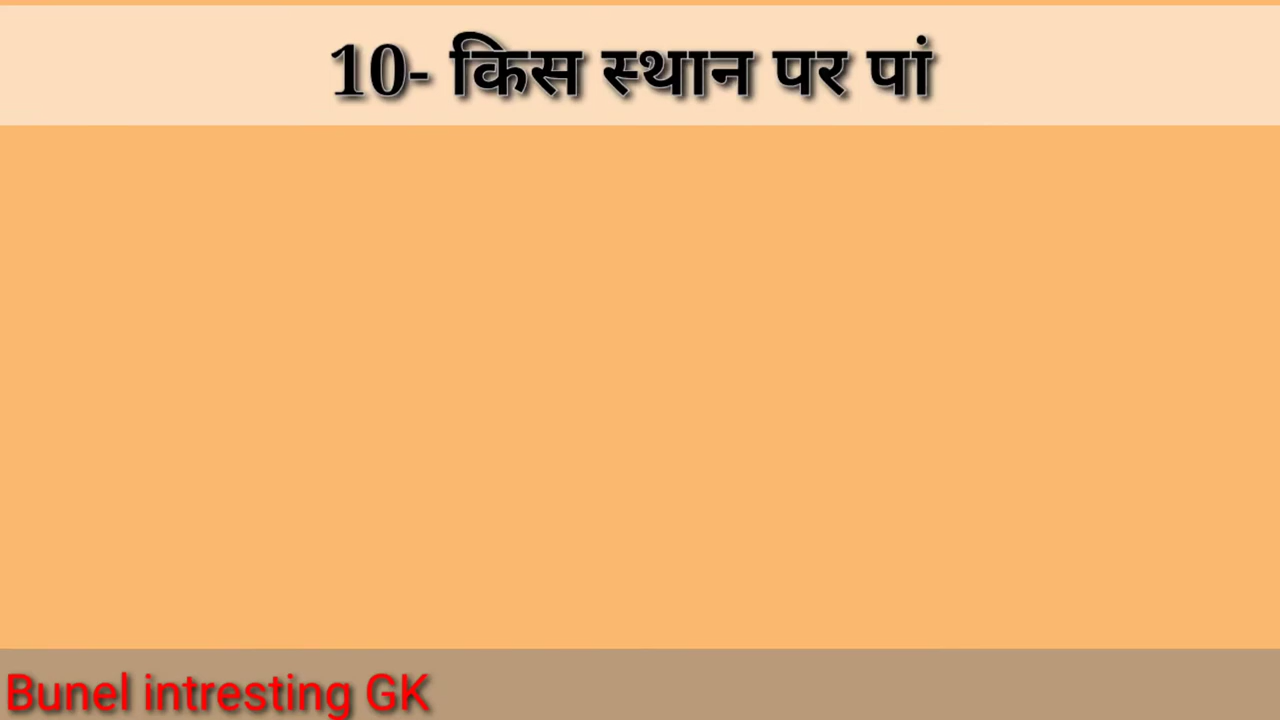 10- किस स्थान पर पां
Bunel intresting GK